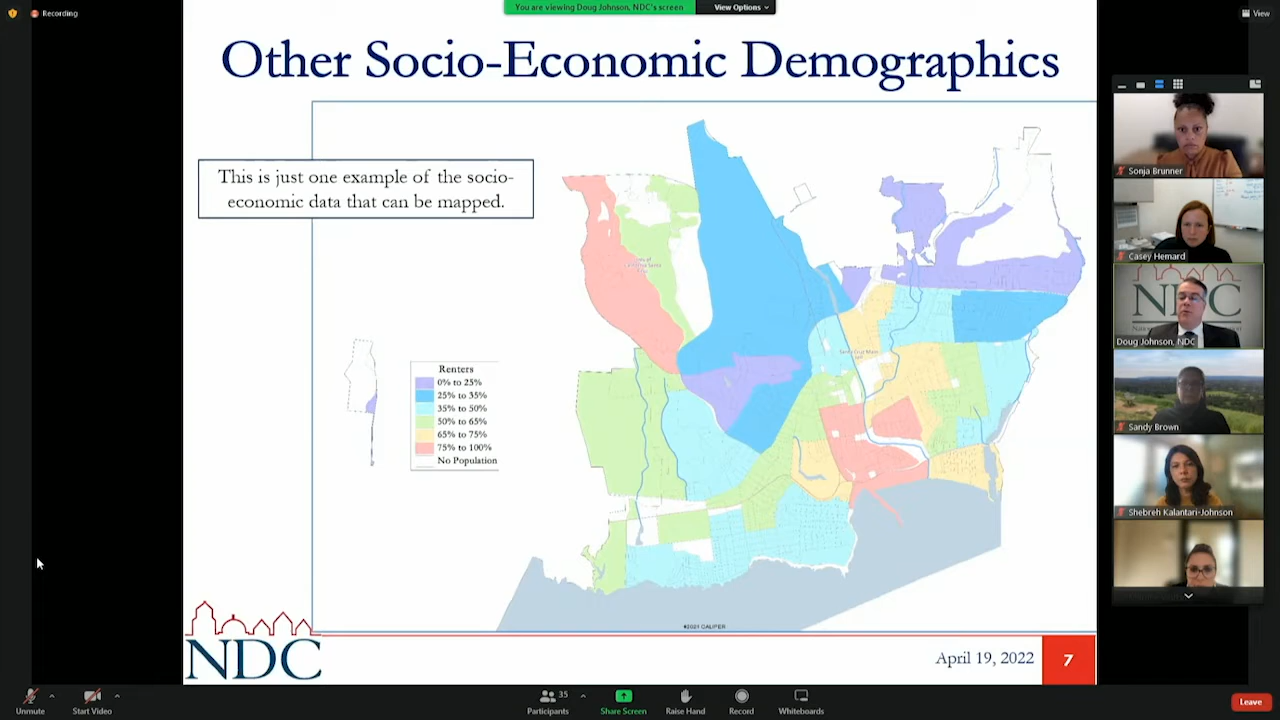 Recording
You are viewing Doug Johnson, NDC's screen
View Options
View
Other Socio-Economic Demographics
This is just one example of the socio-
economic data that can be mapped.
Renters
0% to 25%
25% to 35%
35% to 50%
50% to 65%
65% to 75%
75% to 100%
No Population
©2021 CALIPER
NDC
April 19, 2022
7
Sonja Brunner
Casey Hemard
NDC
Doug Johnson, NDC
Sandy Brown
Shebreh Kalantari-Johnson
Unmute
Start Video
35
Participants
Share Screen
Raise Hand
Record
Whiteboards
Leave